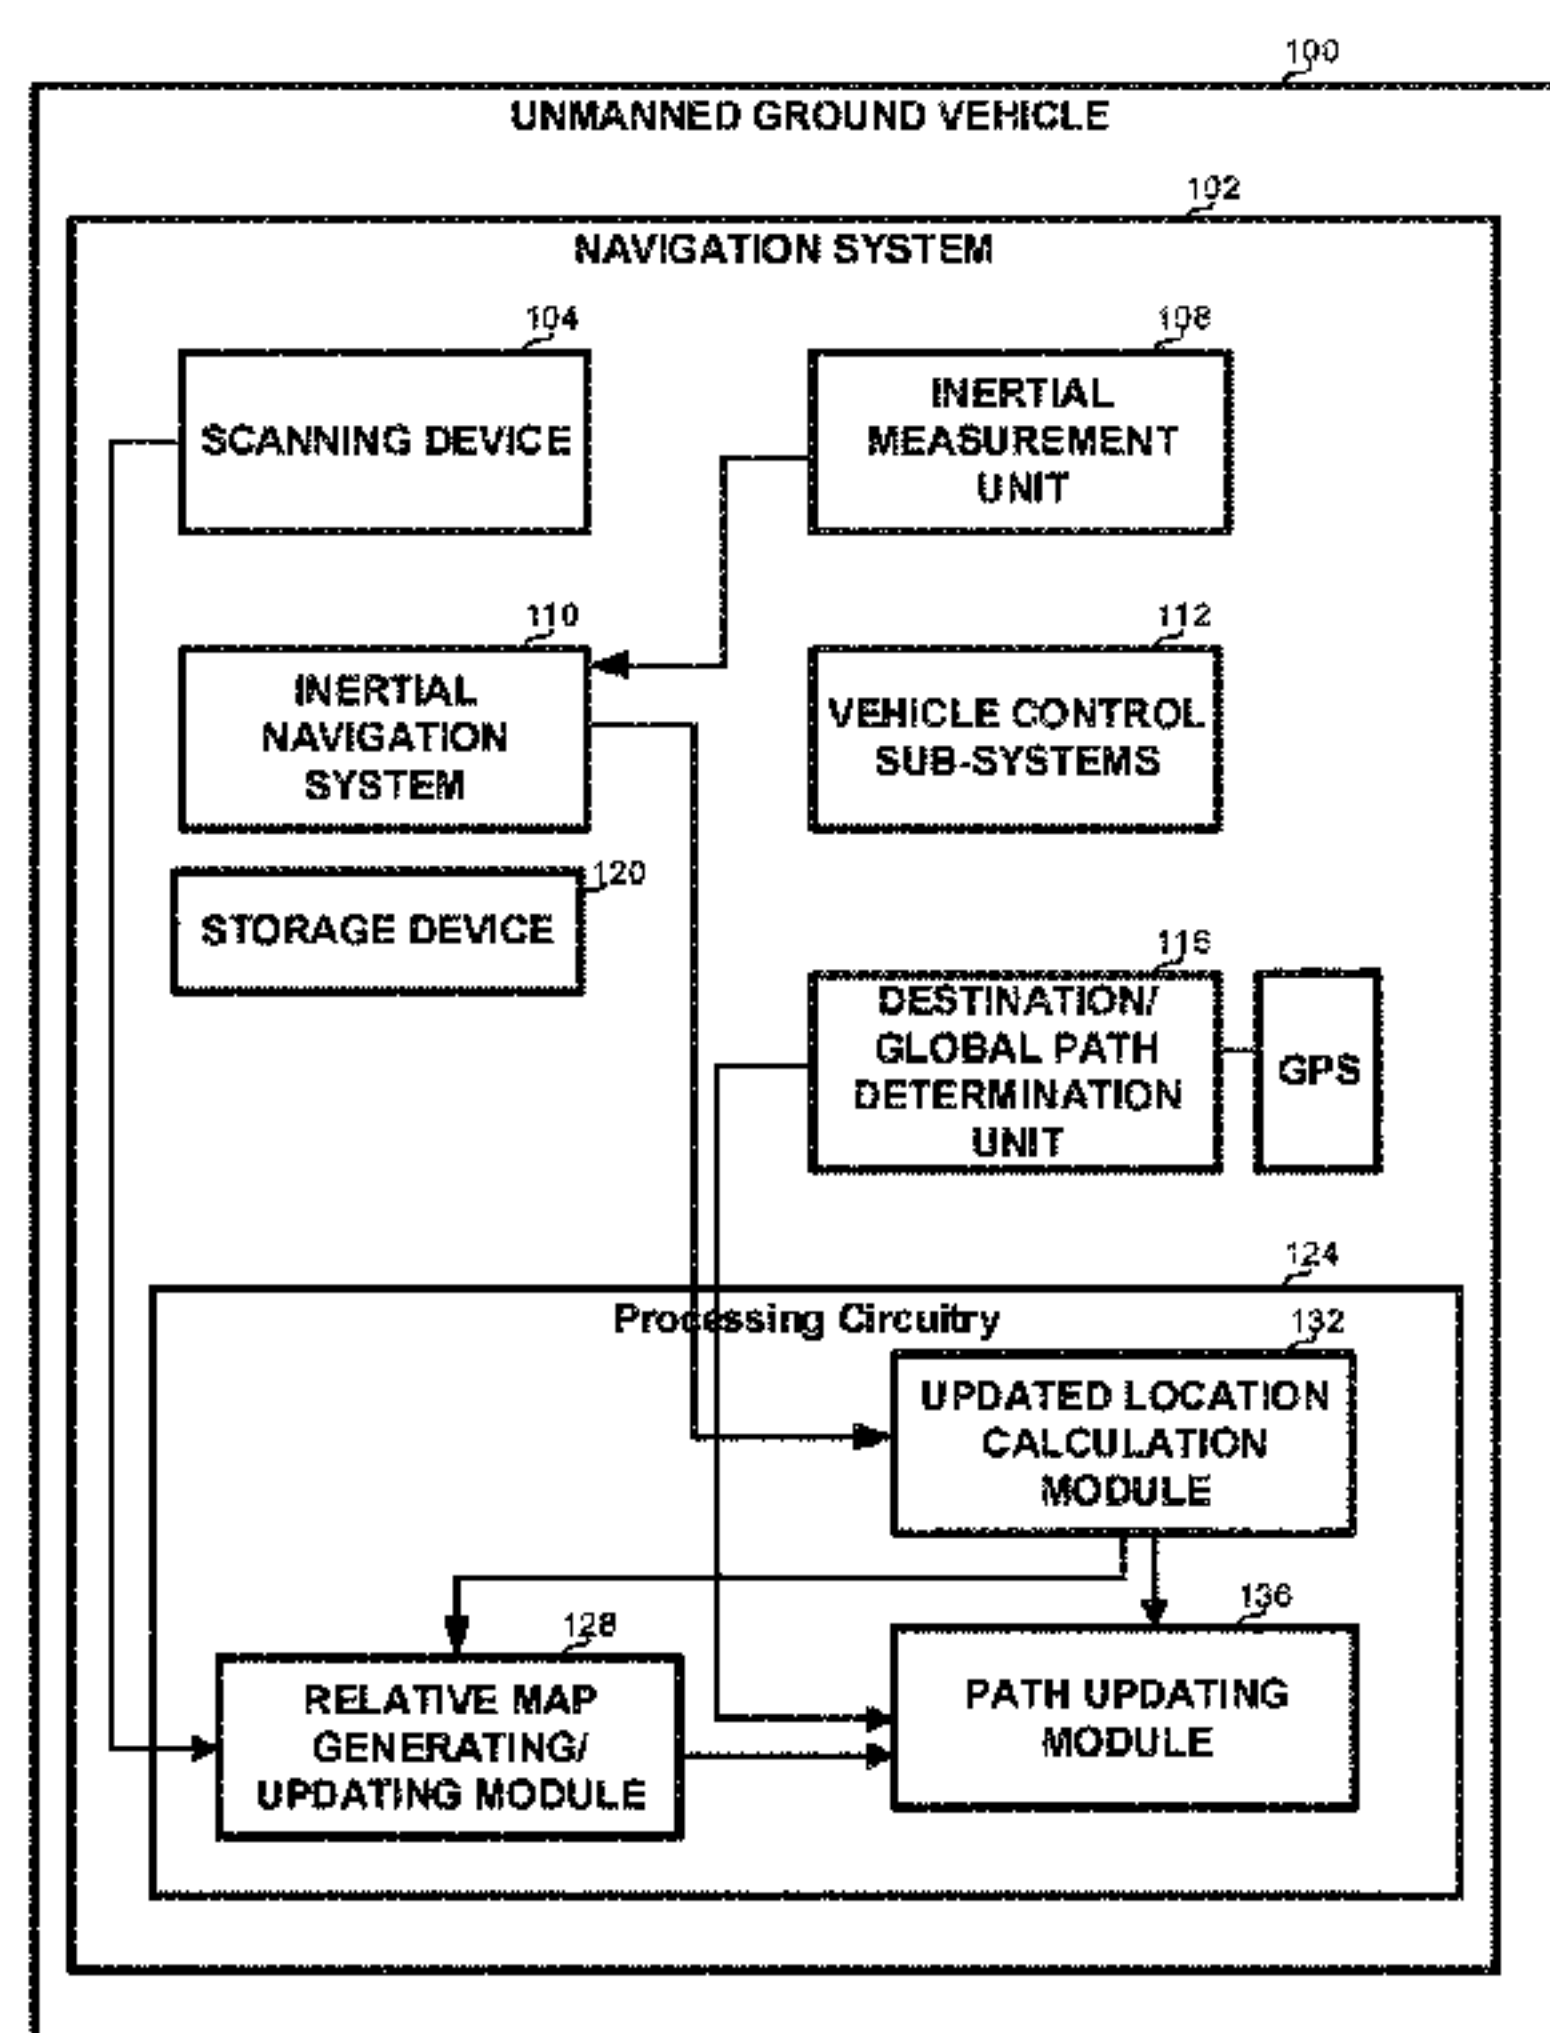 100
UNMANNED GROUND VEHICLE
102
NAVIGATION SYSTEM
104
SCANNING DEVICE
108
INERTIAL
MEASUREMENT
UNIT
110
INERTIAL
NAVIGATION
SYSTEM
112
VEHICLE CONTROL
SUB-SYSTEMS
120
STORAGE DEVICE
116
DESTINATION/
GLOBAL PATH
DETERMINATION
UNIT
GPS
124
Processing Circuitry
132
UPDATED LOCATION
CALCULATION
MODULE
128
RELATIVE MAP
GENERATING/
UPDATING MODULE
136
PATH UPDATING
MODULE